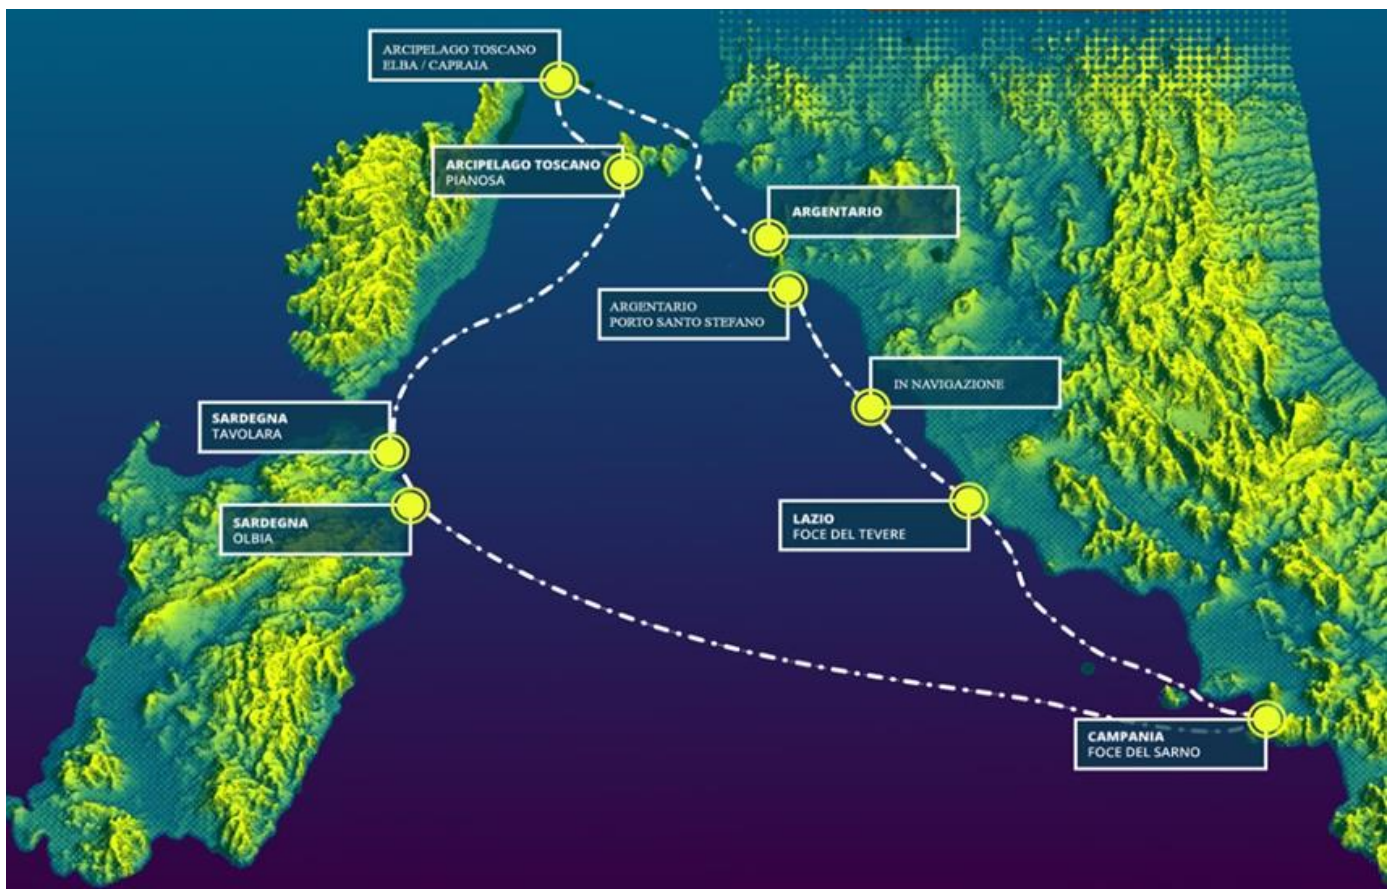 ARCIPELAGO TOSCANO
ELBA / CAPRAIA
ARCIPELAGO TOSCANO
PIANOSA
ARGENTARIO
ARGENTARIO
PORTO SANTO STEFANO
IN NAVIGAZIONE
SARDEGNA
TAVOLARA
SARDEGNA
OLBIA
LAZIO
FOCE DEL TEVERE
CAMPANIA
FOCE DEL SARNO